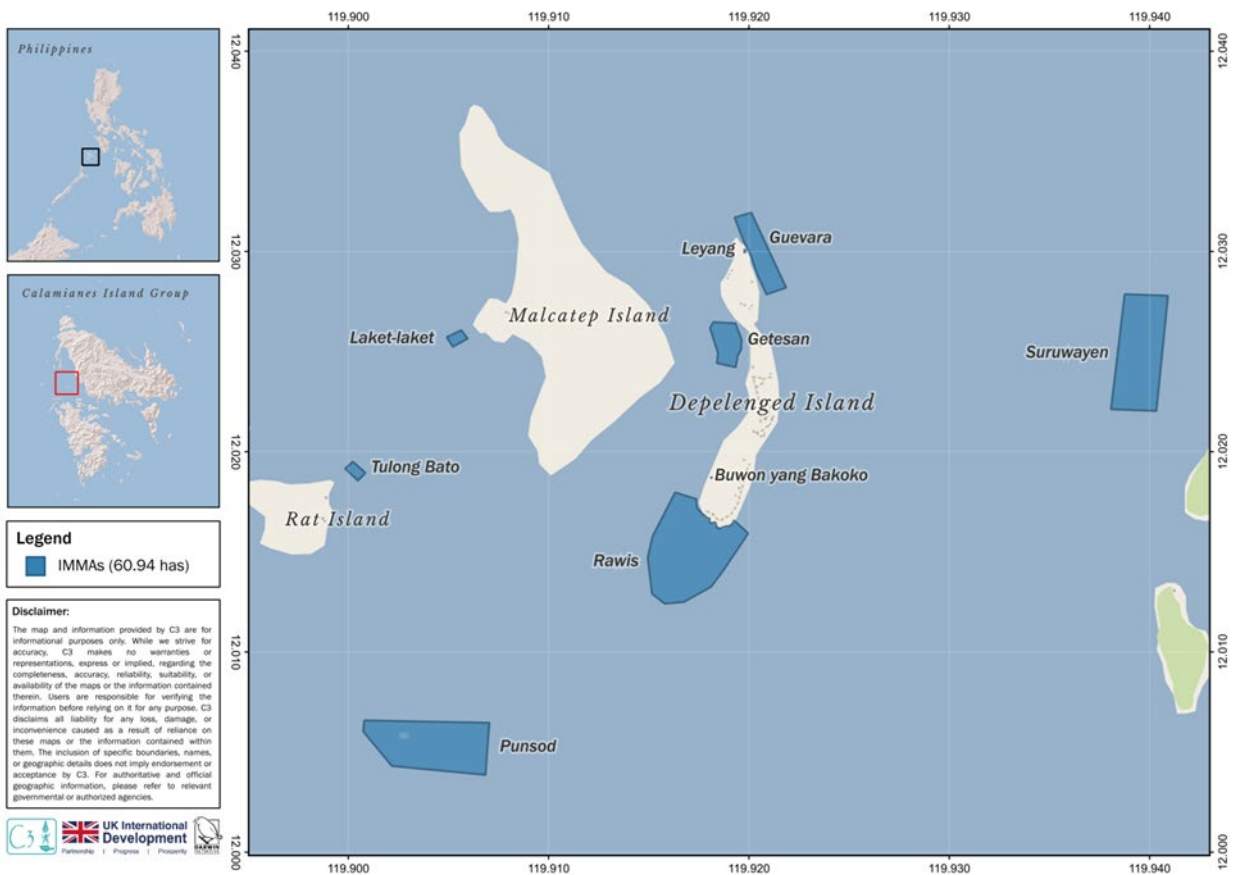 Philippines
Calamianes Island Group
Legend
IMMAs (60.94 has)
Disclaimer:
The map and information provided by C3 are for
informational purposes only. While we strive for
accuracy, C3 makes no warranties or
representations, express or implied, regarding the
completeness, accuracy, reliability, suitability, or
availability of the maps or the information contained
therein. Users are responsible for verifying the
information before relying on it for any purpose. C3
disclaims all liability for any loss, damage, or
inconvenience caused as a result of reliance on
these maps or the information contained within
them. The inclusion of specific boundaries, names,
or geographic details does not imply endorsement or
acceptance by C3. For authoritative and official
geographic information, please refer to relevant
governmental or authorized agencies.
C3
UK International
Development
Partnership | Progress | Prosperity
DARWIN
119.900 119.910 119.920 119.930 119.940
12.040 12.040
12.030 12.030
12.020 12.020
12.010 12.010
12.000 12.000
Guevara
Leyang
Malcatep Island
Laket-laket
Getesan
Suruwayen
Depelenged Island
Tulong Bato
Buwon yang Bakoko
Rat Island
Rawis
Punsod
119.900 119.910 119.920 119.930 119.940